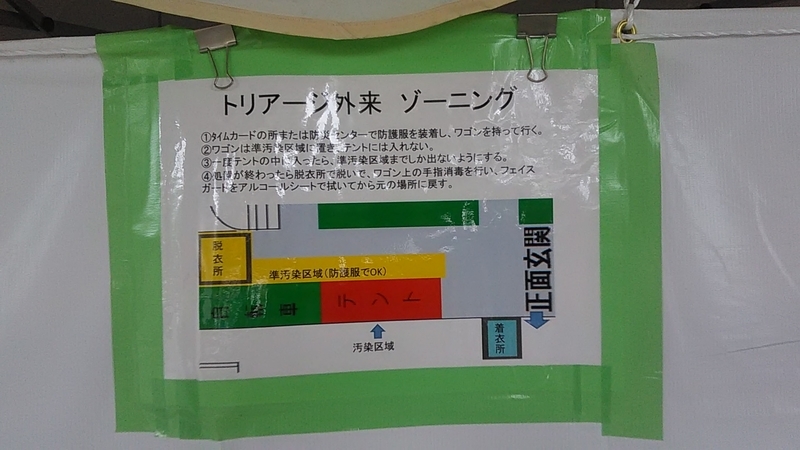 トリアージ外来 ゾーニング
①タイムカードの所または防災センターで防護服を装着し、ワゴンを持って行く。
②ワゴンは準汚染区域に置き、テントには入れない。
③一度テントの中に入ったら、準汚染区域までしか出ないようにする。
④処置が終わったら脱衣所で脱いで、ワゴン上の手指消毒を行い、フェイス
ガードをアルコールシートで拭いてから元の場所に戻す。
脱衣所
準汚染区域(防護服でOK)
自転車
テント
正面玄関
着衣所
汚染区域